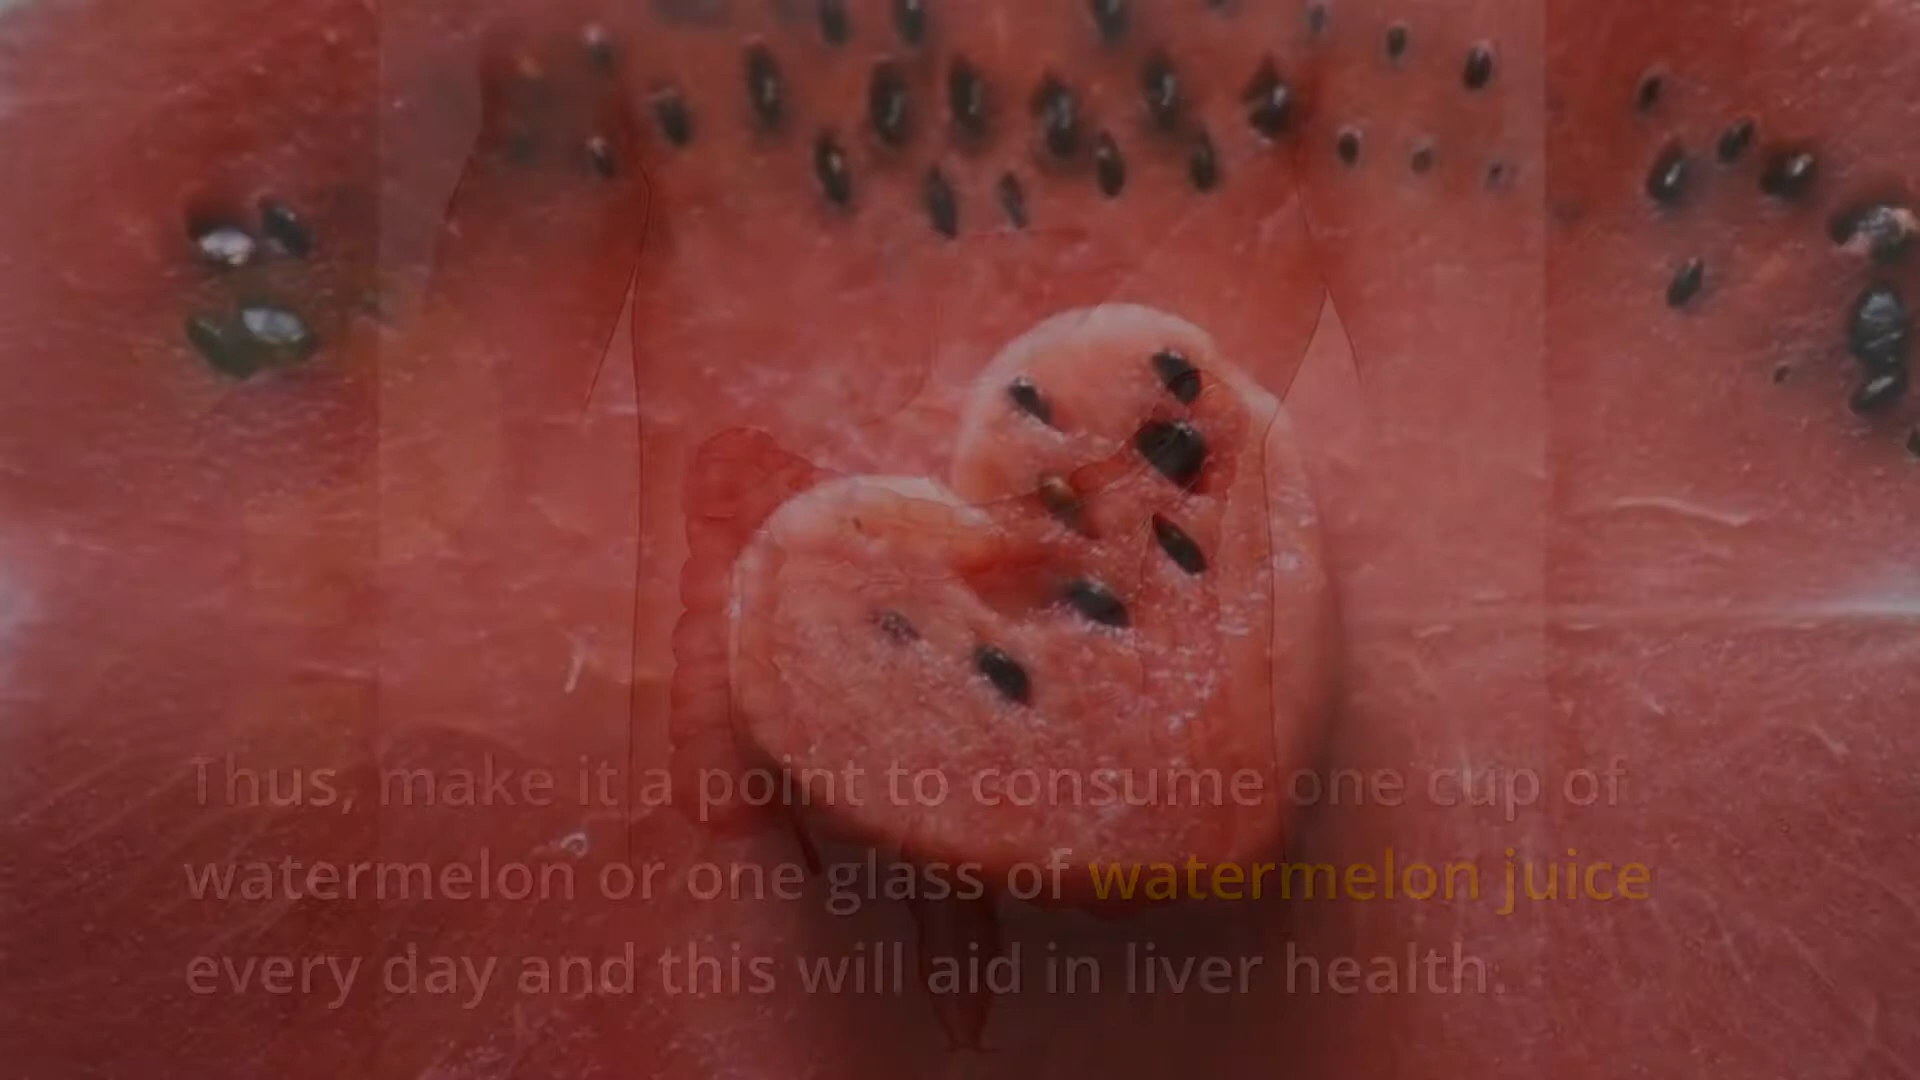 Thus, make it a point to consume one cup of
watermelon or one glass of watermelon juice
every day and this will aid in liver health.